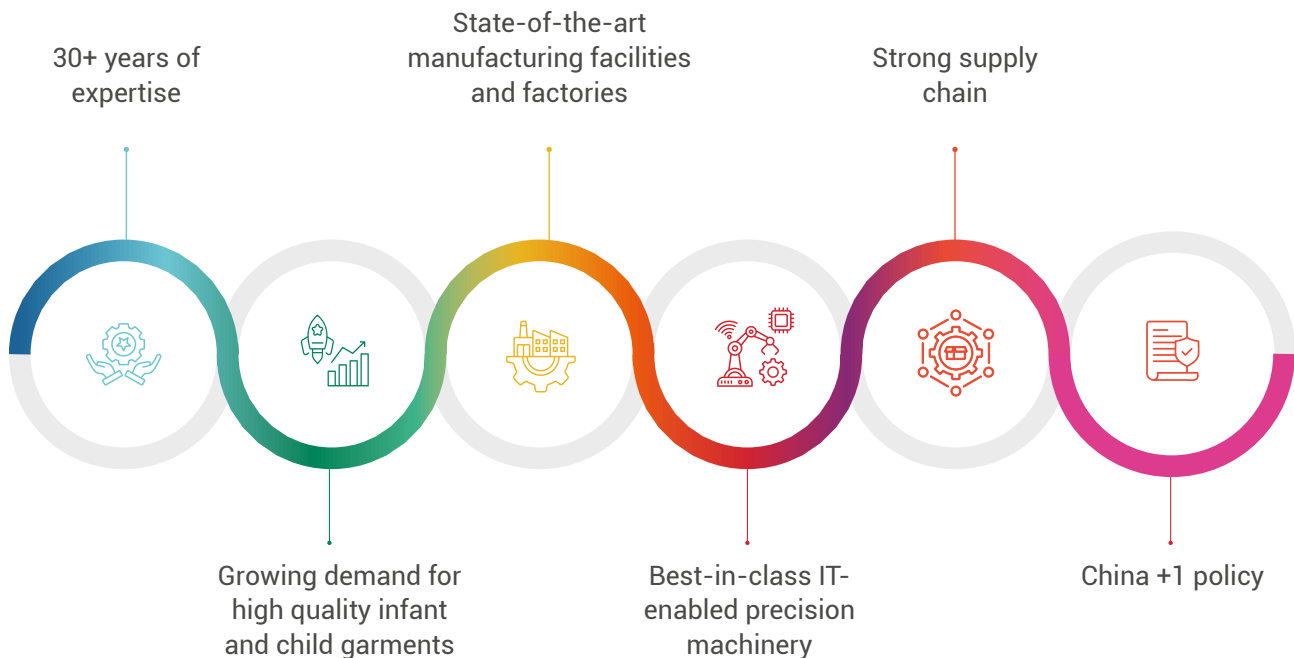 30+ years of
expertise
Growing demand for
high quality infant
and child garments
State-of-the-art
manufacturing facilities
and factories
Best-in-class IT-
enabled precision
machinery
Strong supply
chain
China +1 policy